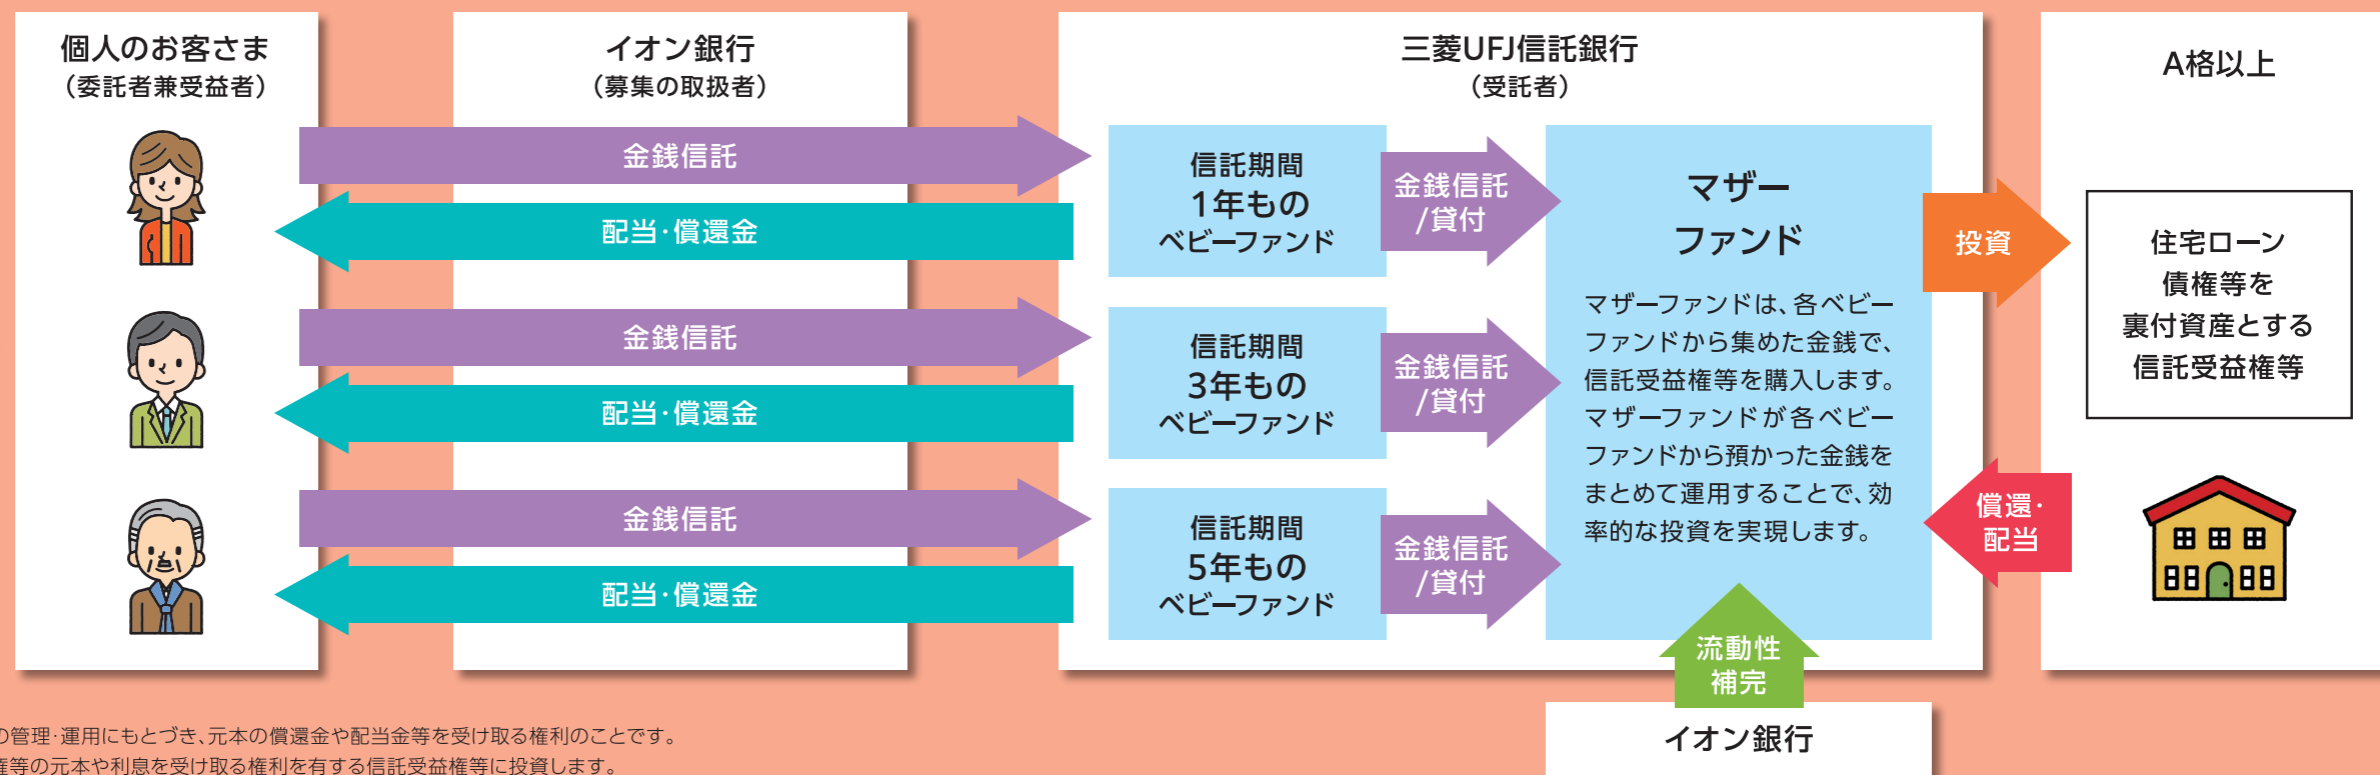 個人のお客さま
（委託者兼受益者）
イオン銀行
（募集の取扱者）
三菱UFJ信託銀行
（受託者）
A格以上
金銭信託
配当・償還金
金銭信託
配当・償還金
金銭信託
配当・償還金
信託期間
1年もの
ベビーファンド
金銭信託
/貸付
信託期間
3年もの
ベビーファンド
金銭信託
/貸付
信託期間
5年もの
ベビーファンド
金銭信託
/貸付
マザー
ファンド
マザーファンドは、各ベビー
ファンドから集めた金銭で、
信託受益権等を購入します。
マザーファンドが各ベビー
ファンドから預かった金銭を
まとめて運用することで、効
率的な投資を実現します。
投資
住宅ローン
債権等を
裏付資産とする
信託受益権等
償還・
配当
流動性
補完
イオン銀行
の管理・運用にもとづき、元本の償還金や配当金等を受け取る権利のことです。
権等の元本や利息を受け取る権利を有する信託受益権等に投資します。